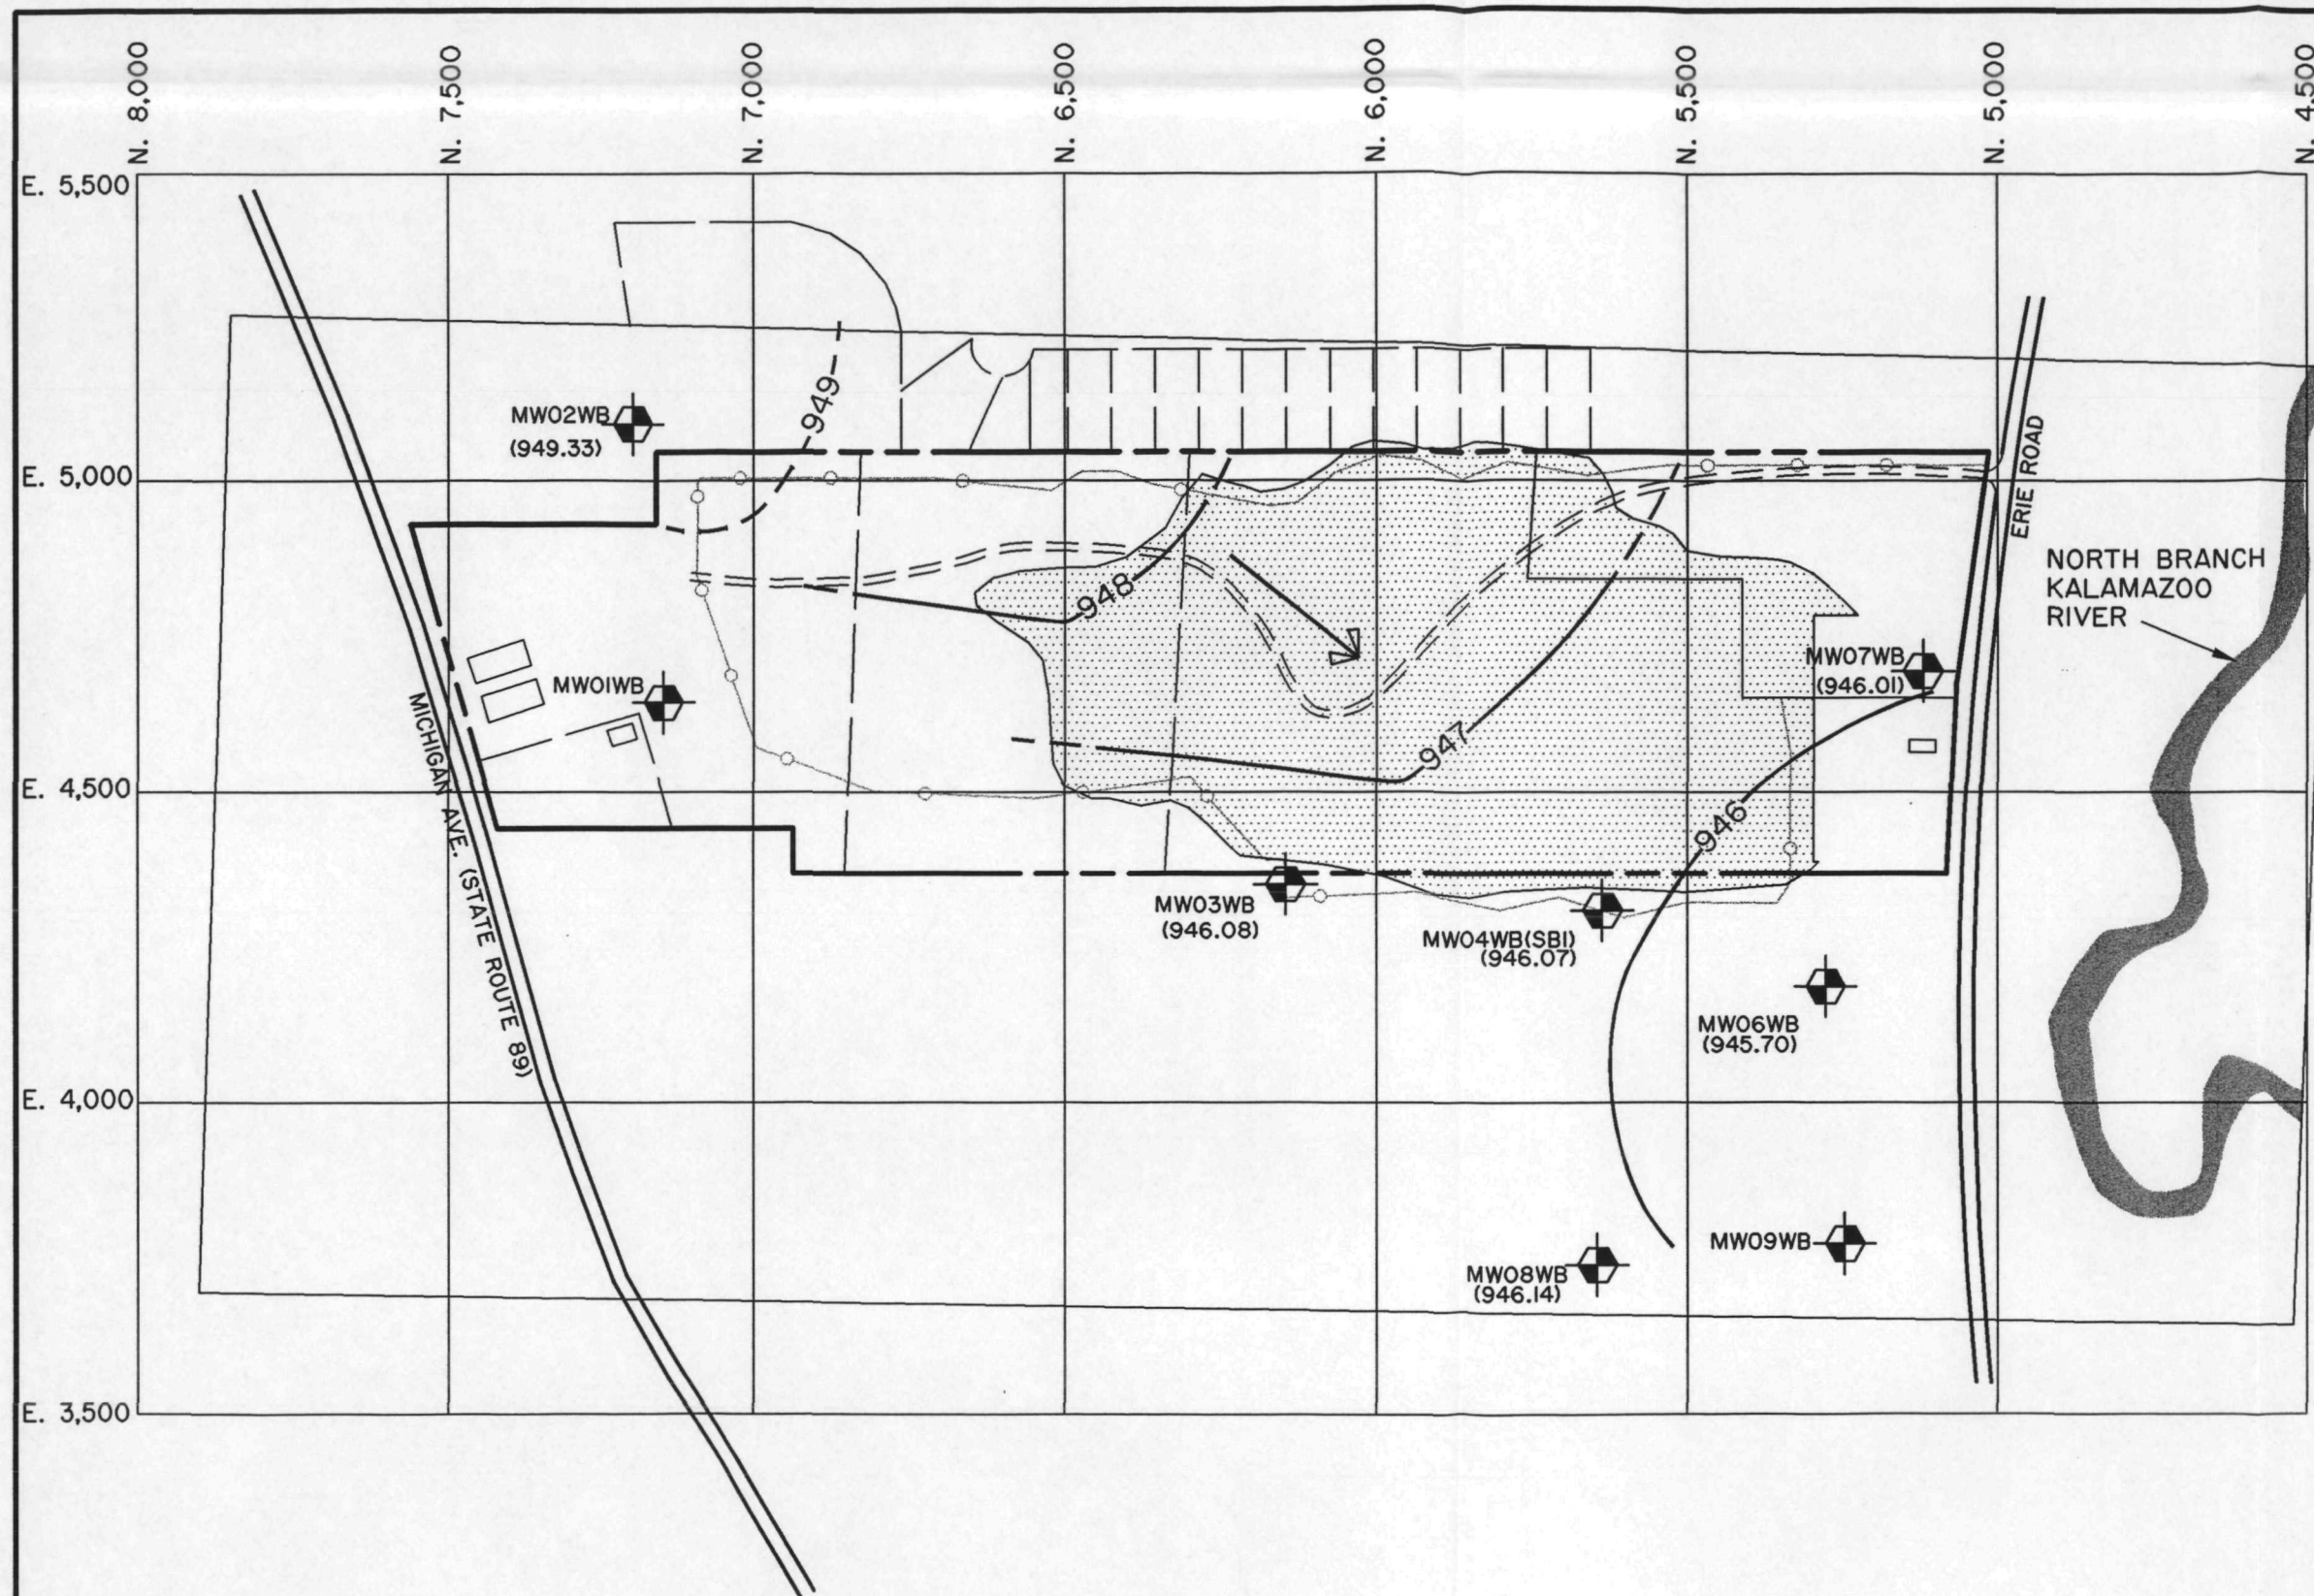 N. 8,000
N. 7,500
N. 7,000
N. 6,500
N. 6,000
N. 5,500
N. 5,000
N. 4,500
E. 5,500
E. 5,000
E. 4,500
E. 4,000
E. 3,500
MW02WB
(949.33)
949
948
947
946
MW01WB
MW07WB
(946.01)
ERIE ROAD
NORTH BRANCH
KALAMAZOO
RIVER
MICHIGAN AVE. (STATE ROUTE 89)
MW03WB
(946.08)
MW04WB(SB1)
(946.07)
MW06WB
(945.70)
MW09WB
MW08WB
(946.14)